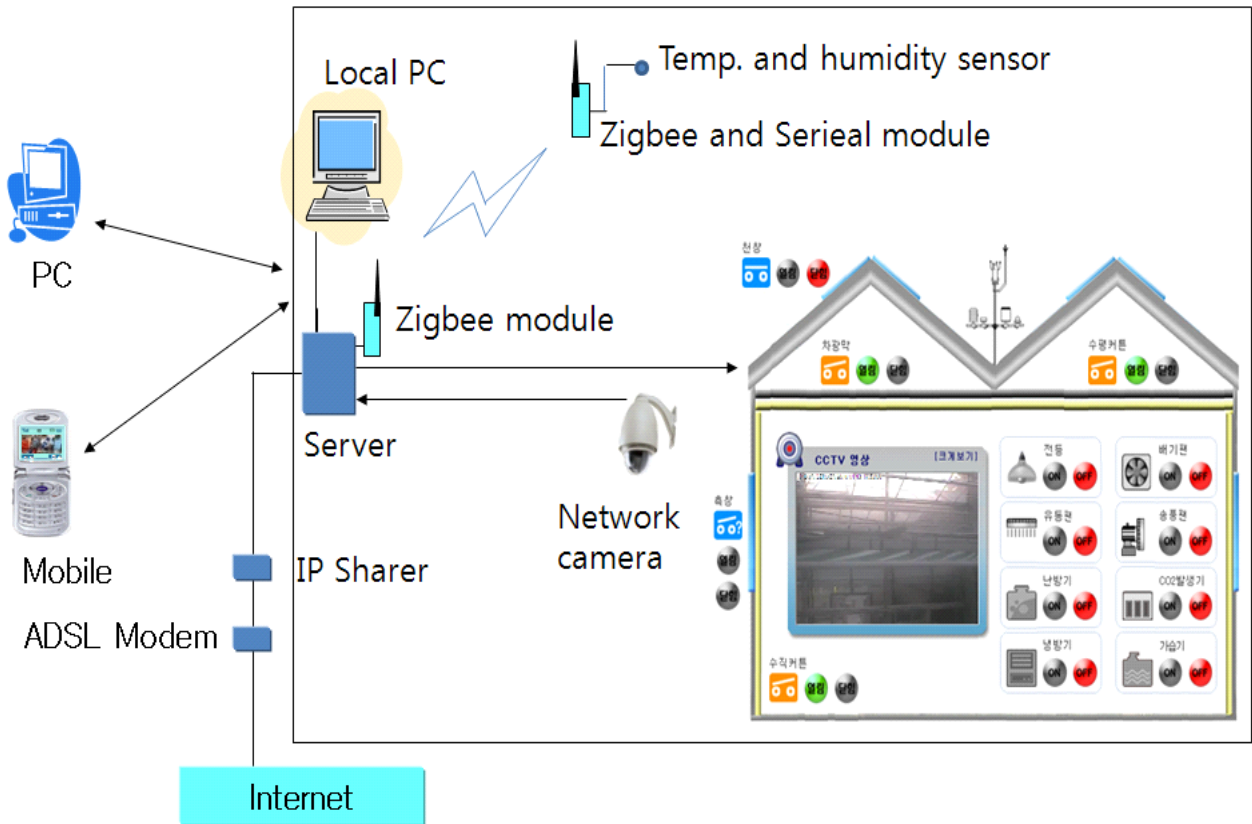 Local PC
Temp. and humidity sensor
Zigbee and Serieal module
PC
Zigbee module
Server
Network
camera
Mobile
IP Sharer
ADSL Modem
Internet
천창
열림 닫힘
차광막
열림 닫힘
수평커튼
열림 닫힘
CCTV 영상 [크게보기]
측창
열림
닫힘
전등
ON OFF
배기팬
ON OFF
유동팬
ON OFF
송풍팬
ON OFF
난방기
ON OFF
CO2발생기
ON OFF
냉방기
ON OFF
가습기
ON OFF
수직커튼
열림 닫힘